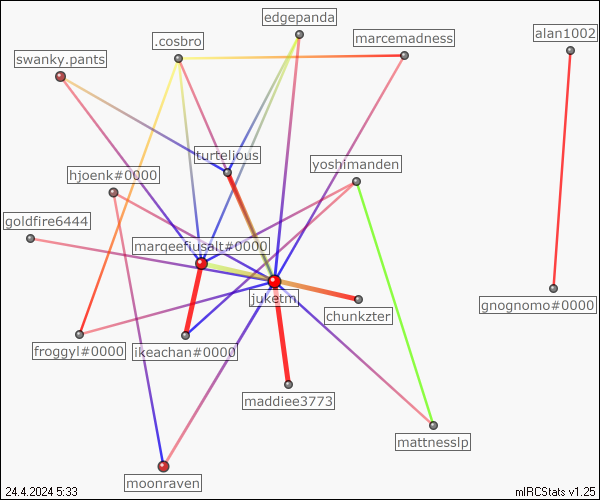 edgepanda
.cosbro
marcemadness
alan1002
swanky.pants
turtelious
yoshimanden
hjoenk#0000
goldfire6444
marqeefiusalt#0000
juketm
gnognomo#0000
chunkzter
froggyl#0000
ikeachan#0000
maddiee3773
mattnesslp
moonraven
24.4.2024 5:33
mIRCStats v1.25